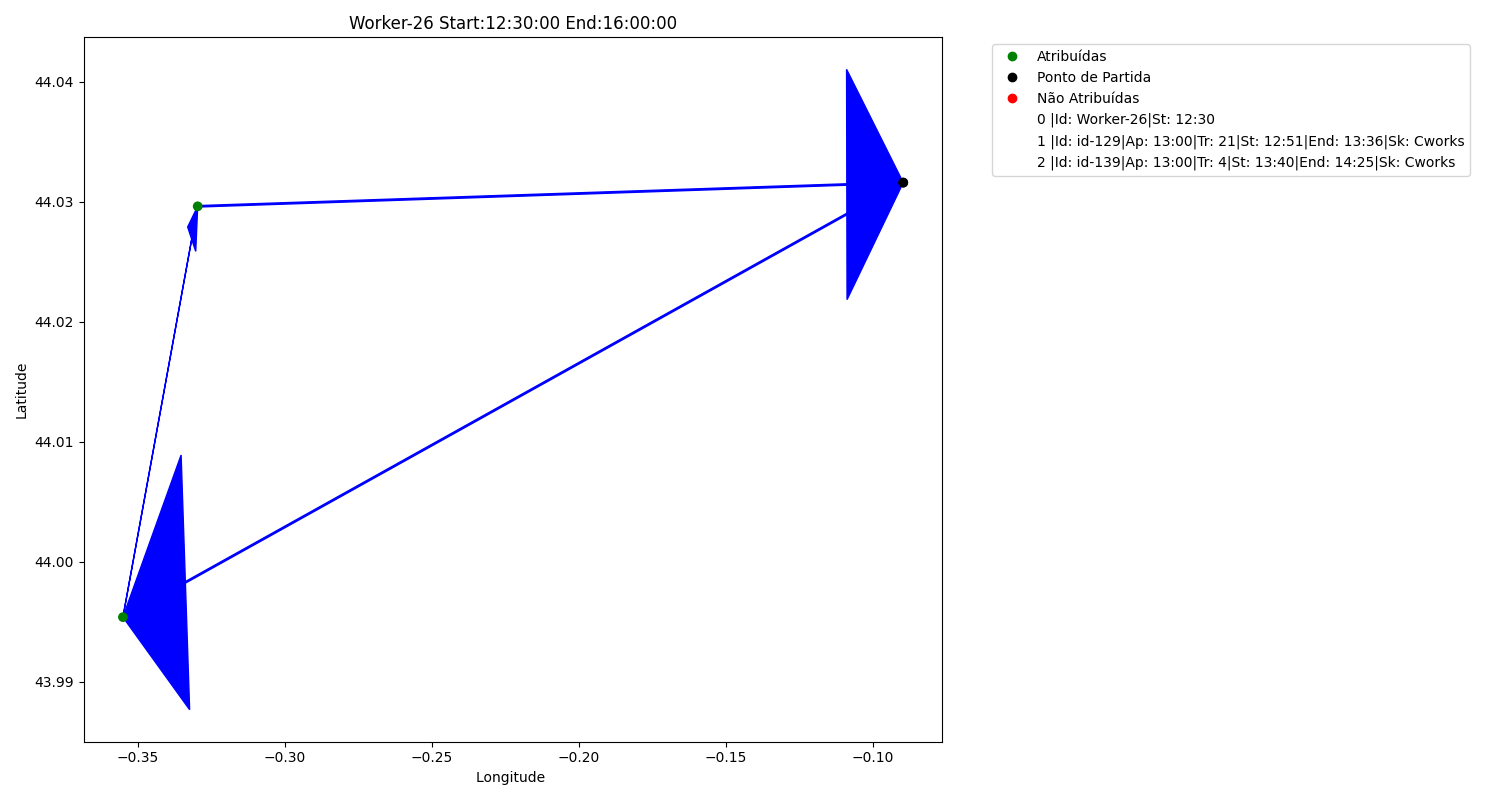 Worker-26 Start:12:30:00 End:16:00:00
44.04
44.03
44.02
44.01
44.00
43.99
Latitude
−0.35
−0.30
−0.25
−0.20
−0.15
−0.10
Longitude
Atribuídas
Ponto de Partida
Não Atribuídas
0 |Id: Worker-26|St: 12:30
1 |Id: id-129|Ap: 13:00|Tr: 21|St: 12:51|End: 13:36|Sk: Cworks
2 |Id: id-139|Ap: 13:00|Tr: 4|St: 13:40|End: 14:25|Sk: Cworks